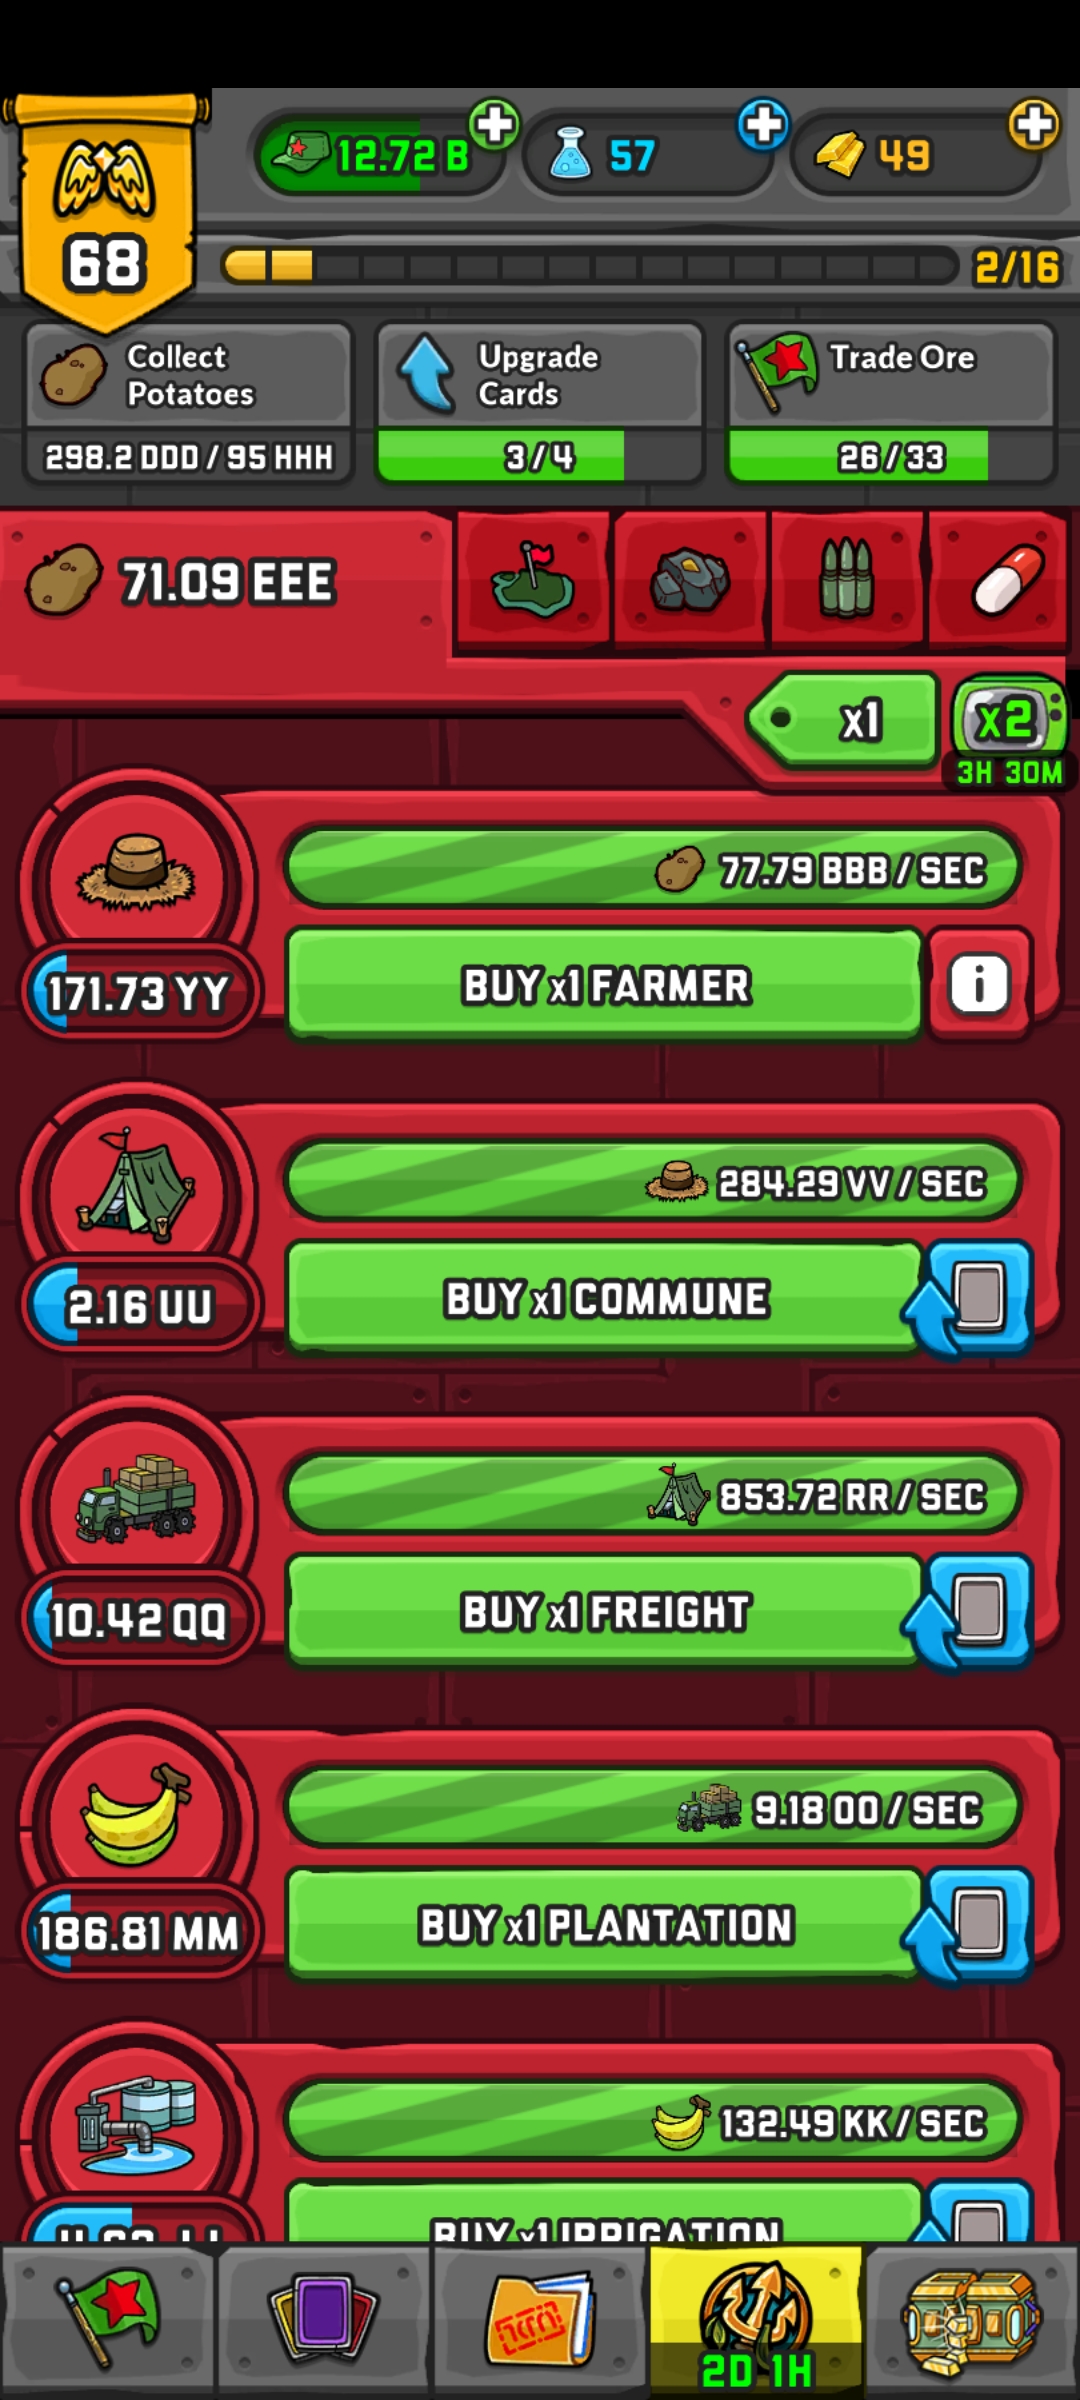 12.72 B
57
49
68
2/16
Collect
Potatoes
298.2 DDD / 95 HHH
Upgrade
Cards
3/4
Trade Ore
26/33
71.09 EEE
x1
x2
3H 30M
77.79 BBB / SEC
171.73 YY
BUY x1 FARMER
i
284.29 VV / SEC
2.16 UU
BUY x1 COMMUNE
853.72 RR / SEC
10.42 QQ
BUY x1 FREIGHT
9.18 OO / SEC
186.81 MM
BUY x1 PLANTATION
132.49 KK / SEC
BUY x1 IRRIGATION
2D 1H